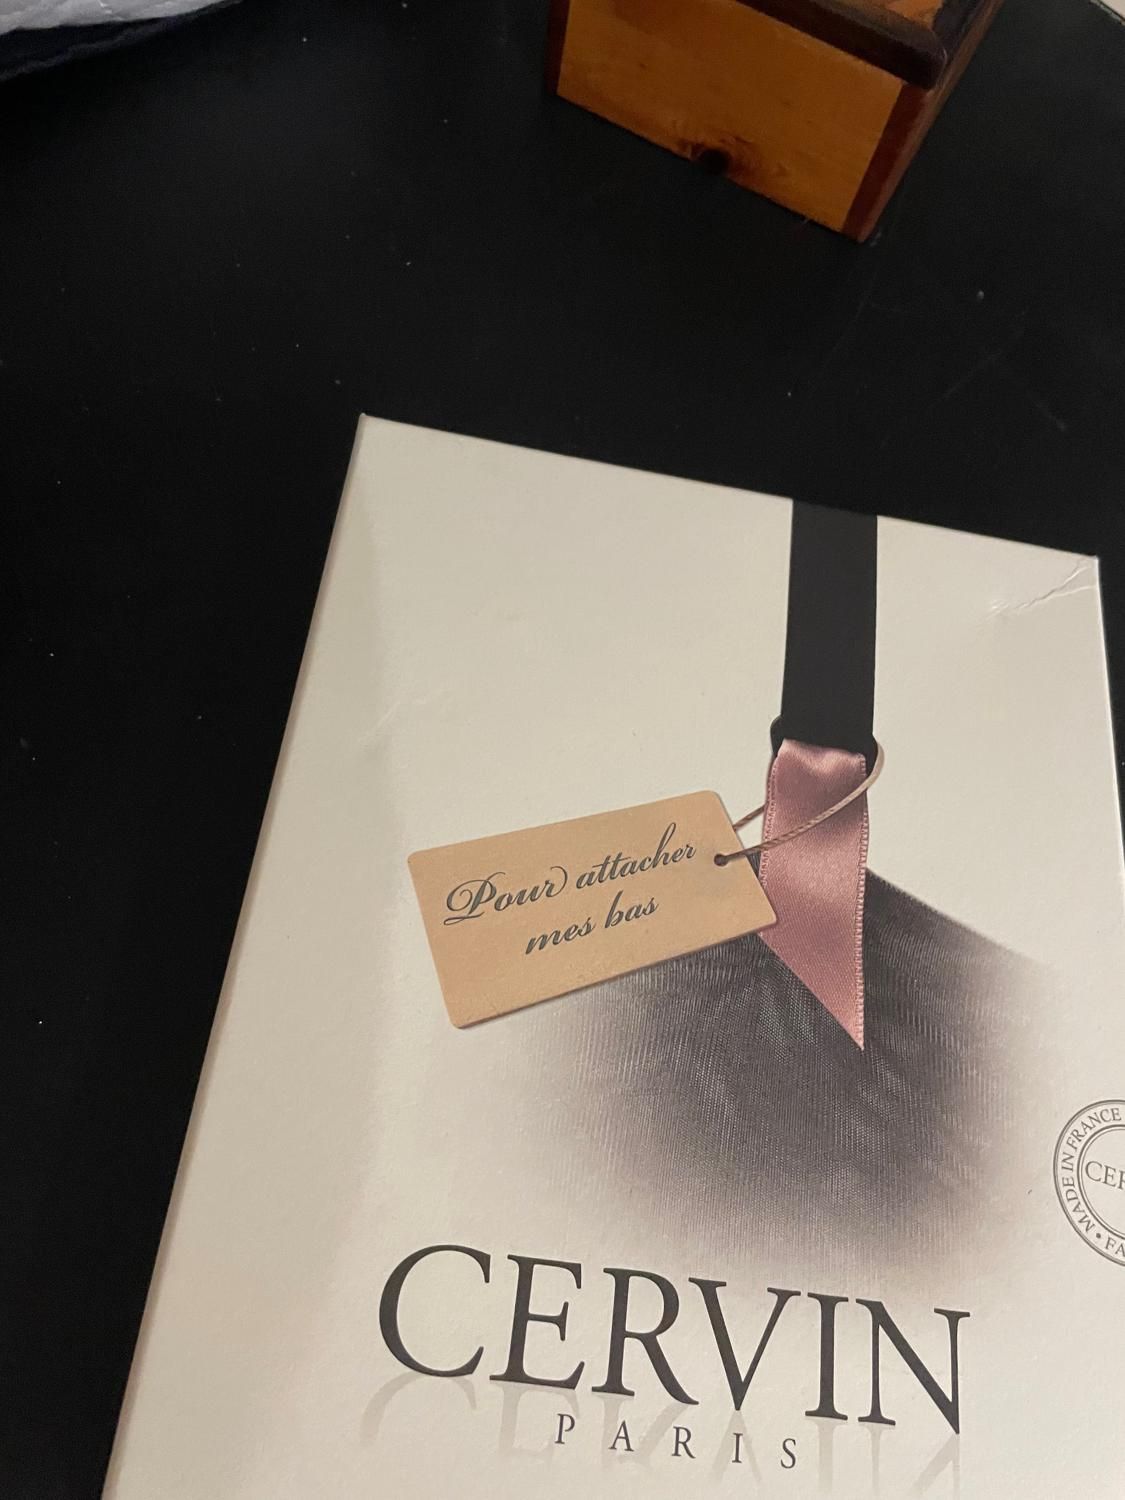 Pour attacher
mes bas
MADE IN FRANCE
CERVIN
PARIS